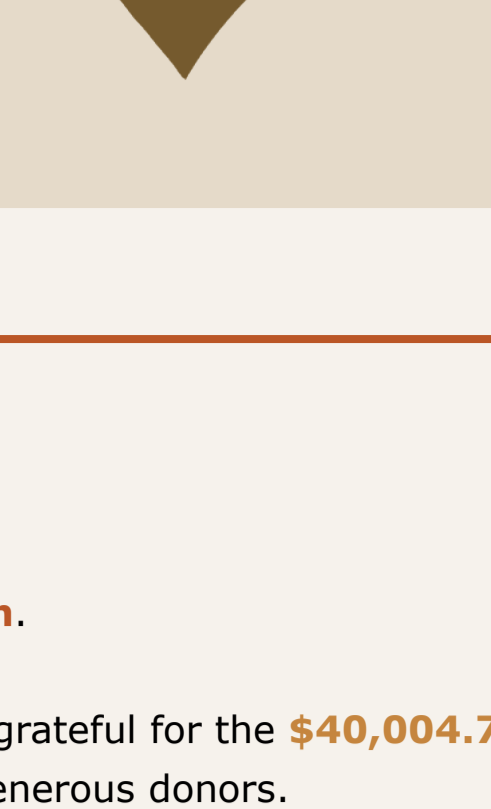 .
grateful for the $40,004.7
enerous donors.